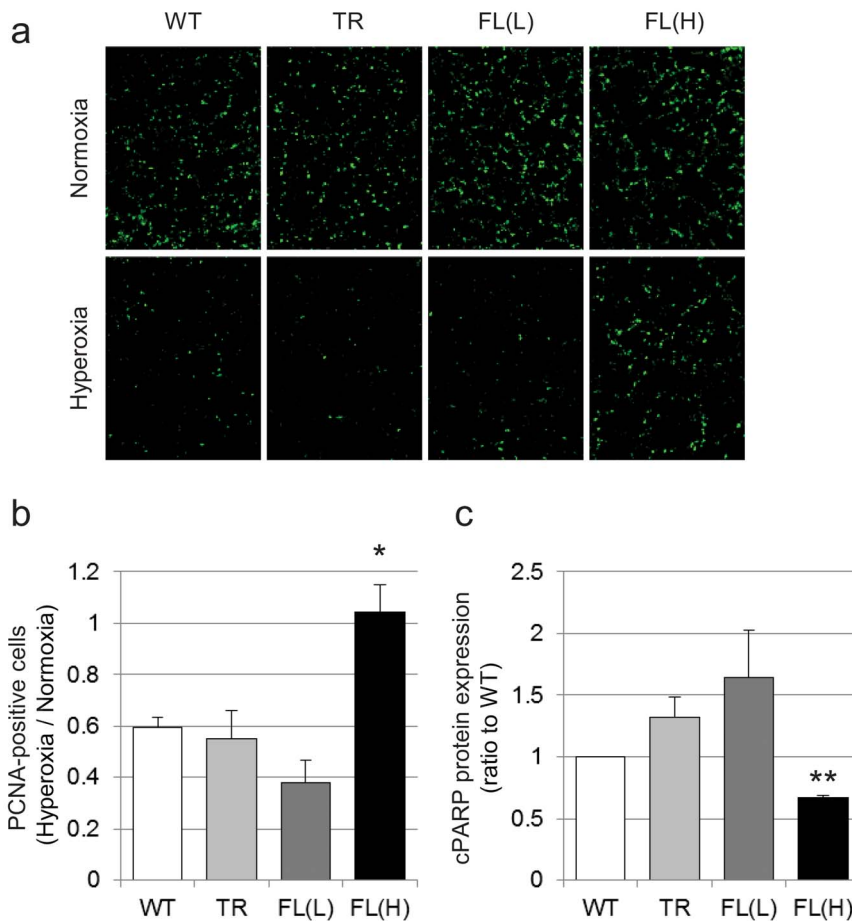 a
WT TR FL(L) FL(H)
Normoxia
Hyperoxia
b
PCNA-positive cells
(Hyperoxia / Normoxia)
1.2
1
0.8
0.6
0.4
0.2
0
*
WT TR FL(L) FL(H)
c
cPARP protein expression
(ratio to WT)
2.5
2
1.5
1
0.5
0
**
WT TR FL(L) FL(H)